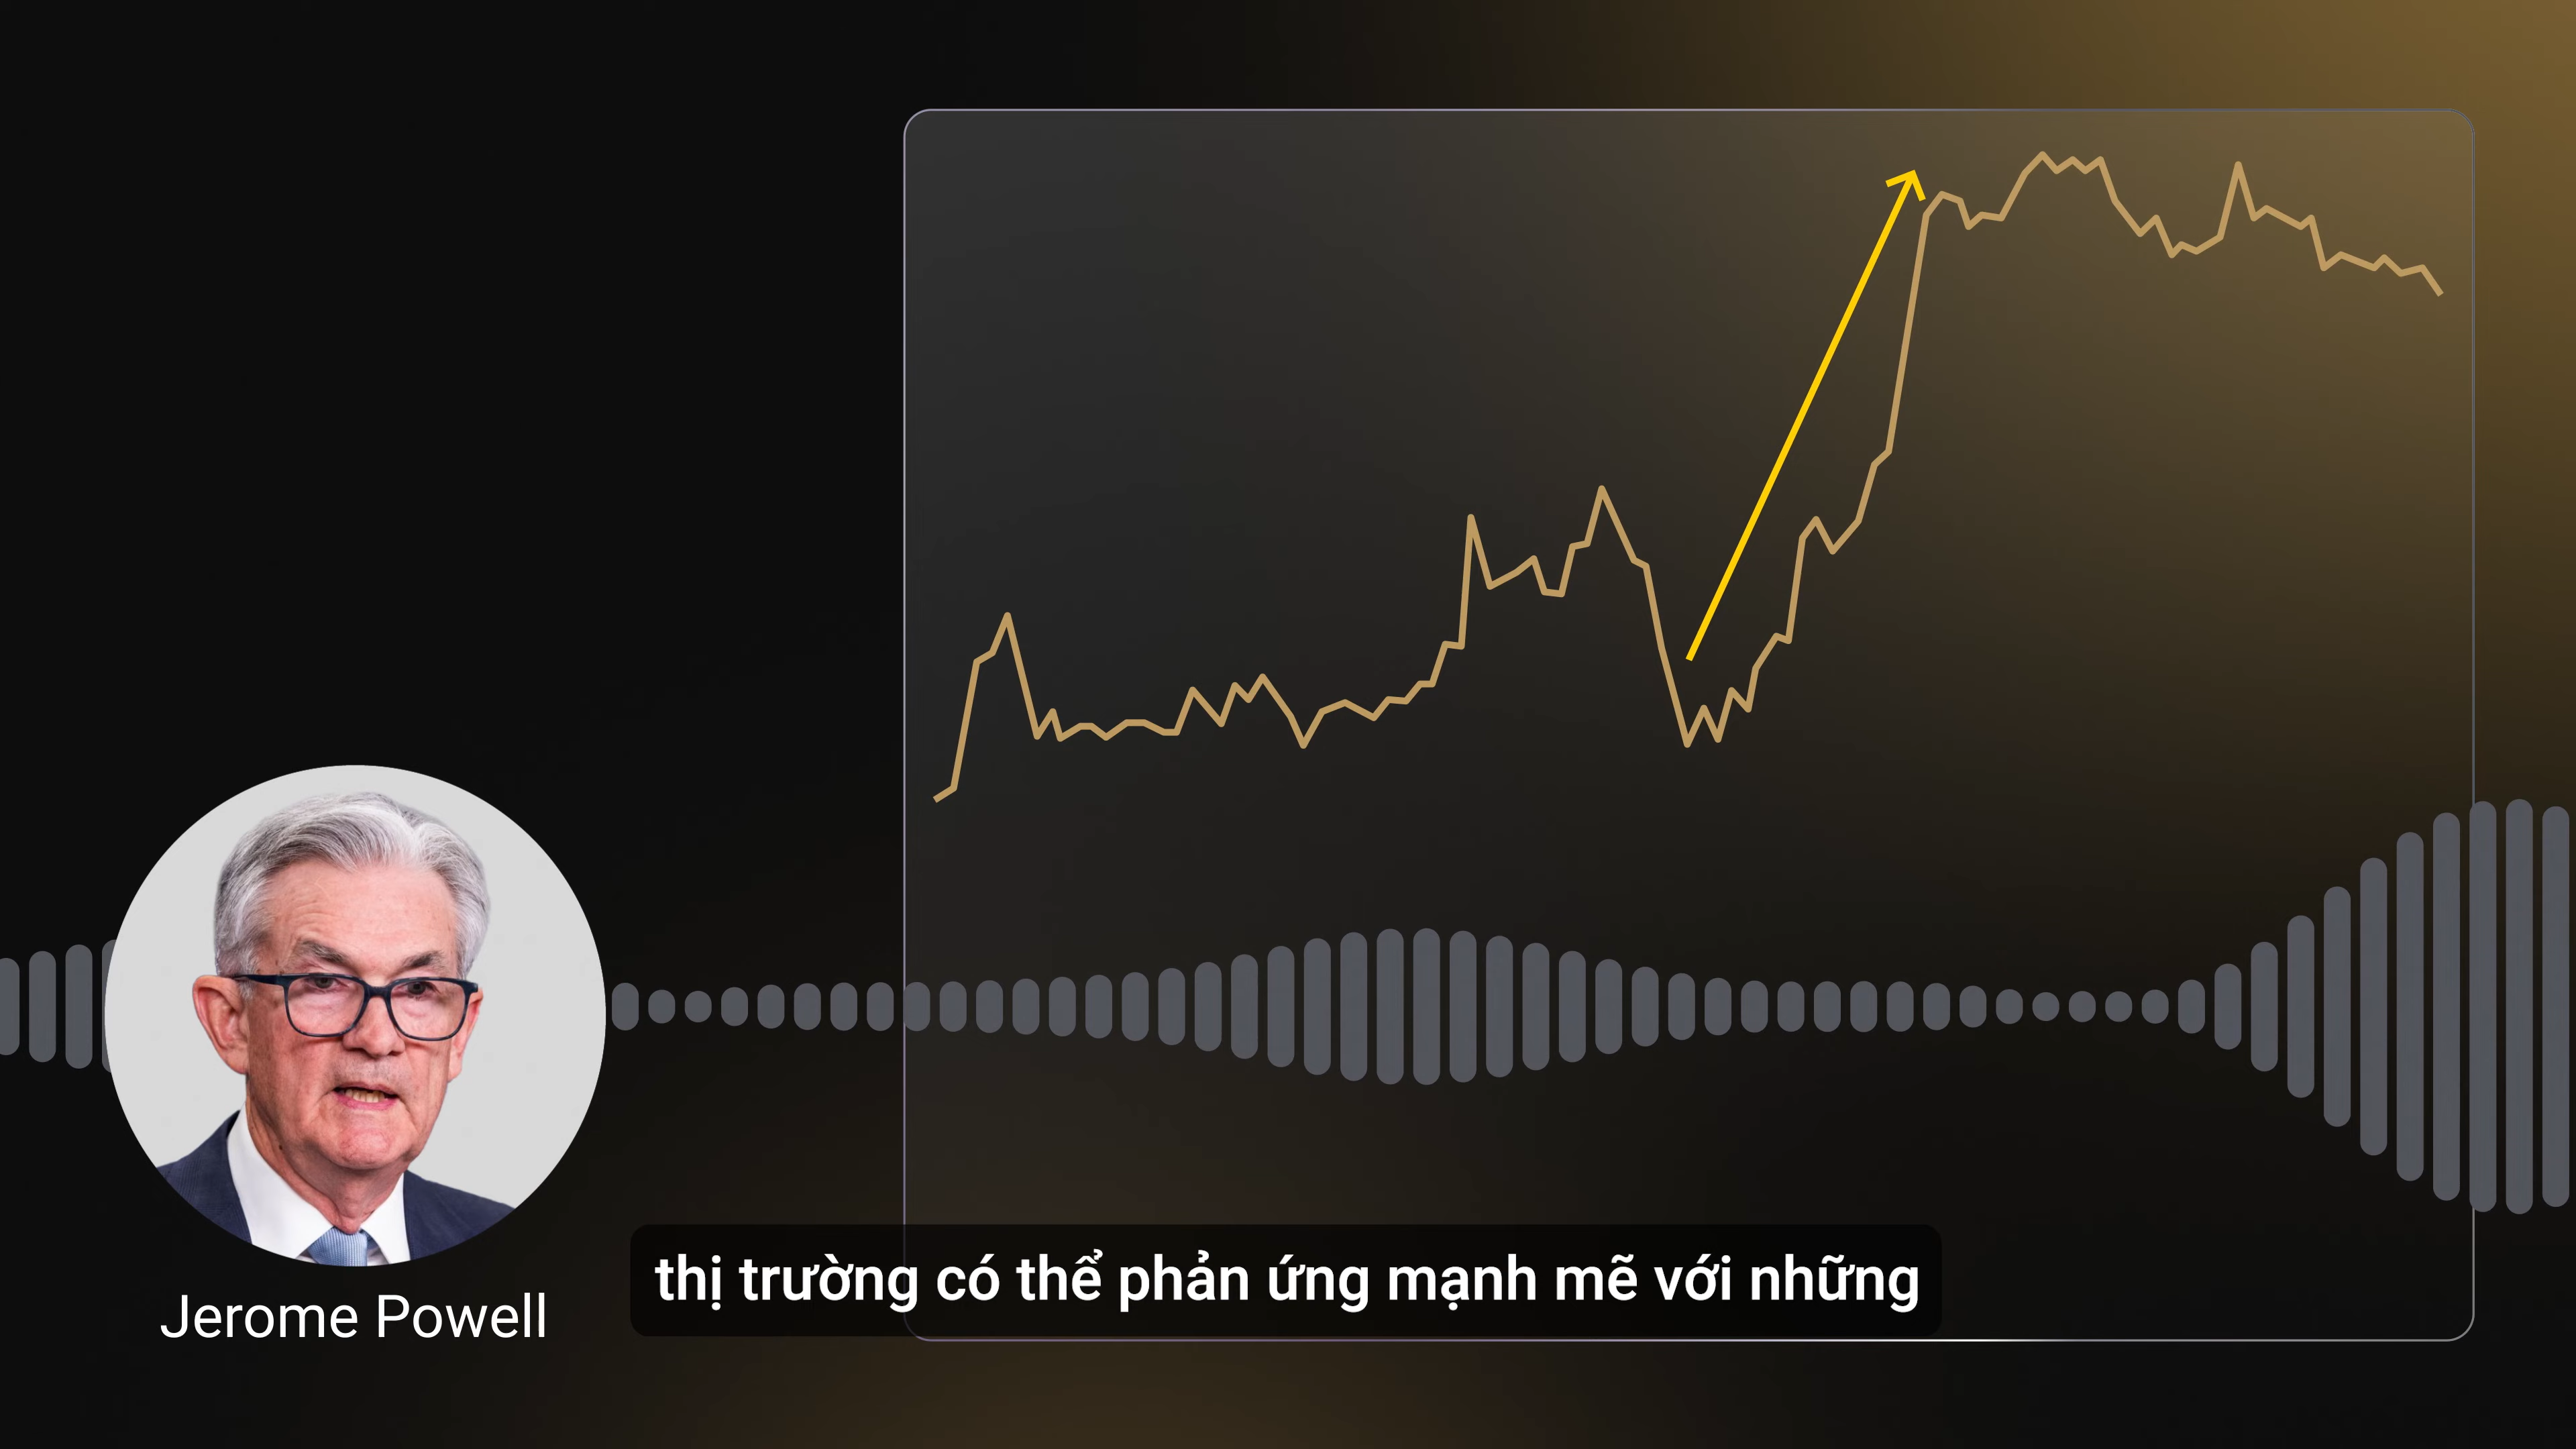 Jerome Powell
thị trường có thể phản ứng mạnh mẽ với những